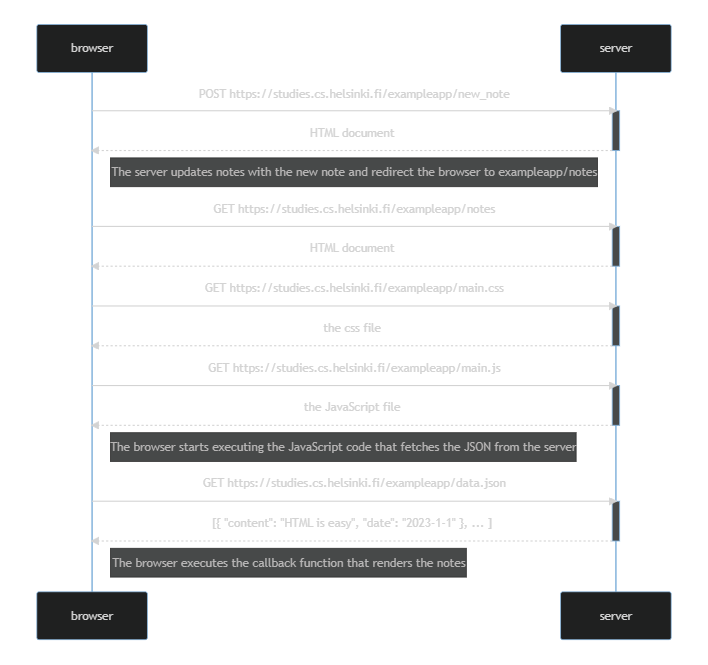 browser
server
POST https://studies.cs.helsinki.fi/exampleapp/new_note
HTML document
The server updates notes with the new note and redirect the browser to exampleapp/notes
GET https://studies.cs.helsinki.fi/exampleapp/notes
HTML document
GET https://studies.cs.helsinki.fi/exampleapp/main.css
the css file
GET https://studies.cs.helsinki.fi/exampleapp/main.js
the JavaScript file
The browser starts executing the JavaScript code that fetches the JSON from the server
GET https://studies.cs.helsinki.fi/exampleapp/data.json
[{ "content": "HTML is easy", "date": "2023-1-1" }, ... ]
The browser executes the callback function that renders the notes
browser
server